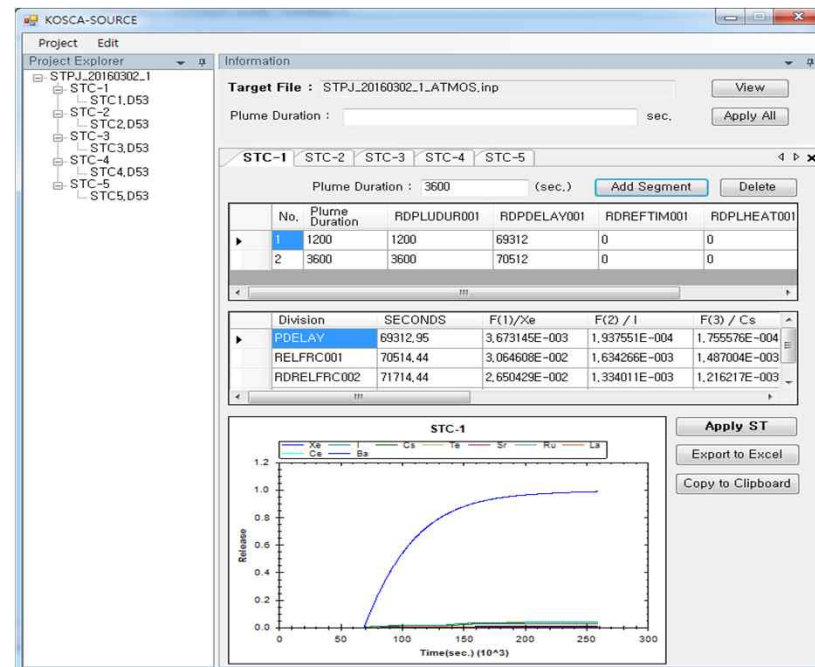 KOSCA-SOURCE
Project Edit
Project Explorer
STPJ_20160302_1
STC-1
STC1.D53
STC-2
STC2.D53
STC-3
STC3.D53
STC-4
STC4.D53
STC-5
STC5.D53
Information
Target File : STPJ_20160302_1_ATMOS.inp View
Plume Duration : sec. Apply All
STC-1 STC-2 STC-3 STC-4 STC-5
Plume Duration : 3600 (sec.) Add Segment Delete
No. Plume Duration RDPLUDUR001 RDPDELAY001 RDREFTIM001 RDPLHEAT001
1 1200 1200 69312 0 0
2 3600 3600 70512 0 0
Division SECONDS F(1)/Xe F(2) / I F(3) / Cs
PDELAY 69312.95 3.673145E-003 1.937551E-004 1.755576E-004
RELFRC001 70514.44 3.064608E-002 1.634266E-003 1.487004E-003
RDRELFRC002 71714.44 2.650429E-002 1.334011E-003 1.216217E-003
STC-1
Xe I Cs Te Sr Ru La
Ce Ba
1.2
1.0
0.8
0.6
0.4
0.2
0.0
Release
0 50 100 150 200 250 300
Time(sec.) (10^3)
Apply ST
Export to Excel
Copy to Clipboard